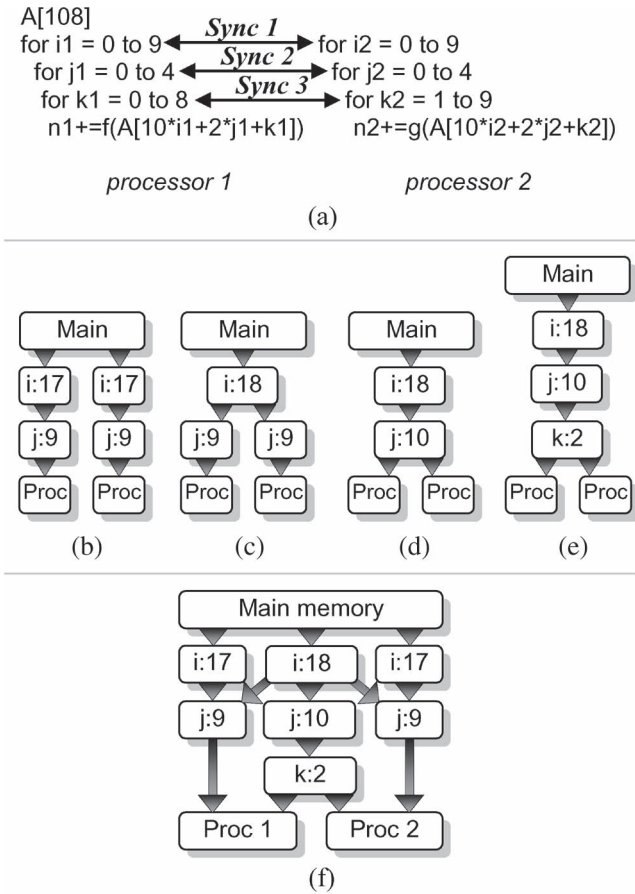 A[108]
for i1 = 0 to 9 Sync 1 for i2 = 0 to 9
for j1 = 0 to 4 Sync 2 for j2 = 0 to 4
for k1 = 0 to 8 Sync 3 for k2 = 1 to 9
n1+=f(A[10*i1+2*j1+k1]) n2+=g(A[10*i2+2*j2+k2])
processor 1 processor 2
(a)
Main
i:17 i:17
j:9 j:9
Proc Proc
(b)
Main
i:18
j:9 j:9
Proc Proc
(c)
Main
i:18
j:10
Proc Proc
(d)
Main
i:18
j:10
k:2
Proc Proc
(e)
Main memory
i:17 i:18 i:17
j:9 j:10 j:9
k:2
Proc 1 Proc 2
(f)